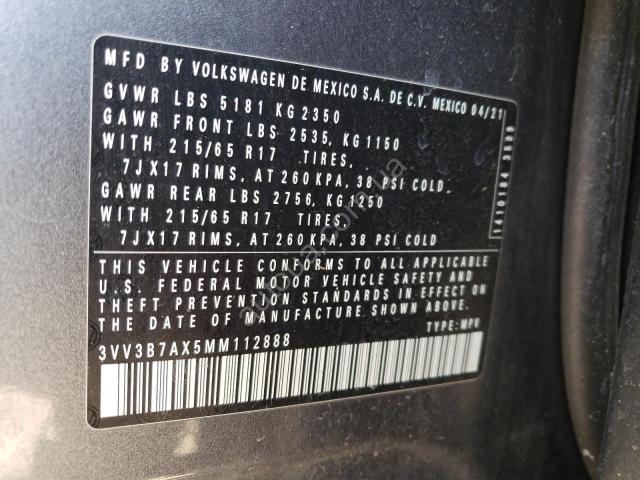 MFD BY VOLKSWAGEN DE MEXICO S.A. DE C.V. MEXICO 04/21
GVWR LBS 5181 KG 2350
GAWR FRONT LBS 2535, KG 1150
WITH 215/65 R17 TIRES,
7JX17 RIMS, AT 260 KPA, 38 PSI COLD
GAWR REAR LBS 2756, KG 1250
WITH 215/65 R17 TIRES,
7JX17 RIMS, AT 260 KPA, 38 PSI COLD
THIS VEHICLE CONFORMS TO ALL APPLICABLE
U.S. FEDERAL MOTOR VEHICLE SAFETY AND
THEFT PREVENTION STANDARDS IN EFFECT ON
THE DATE OF MANUFACTURE SHOWN ABOVE.
3VV3B7AX5MM112888 TYPE: MPV